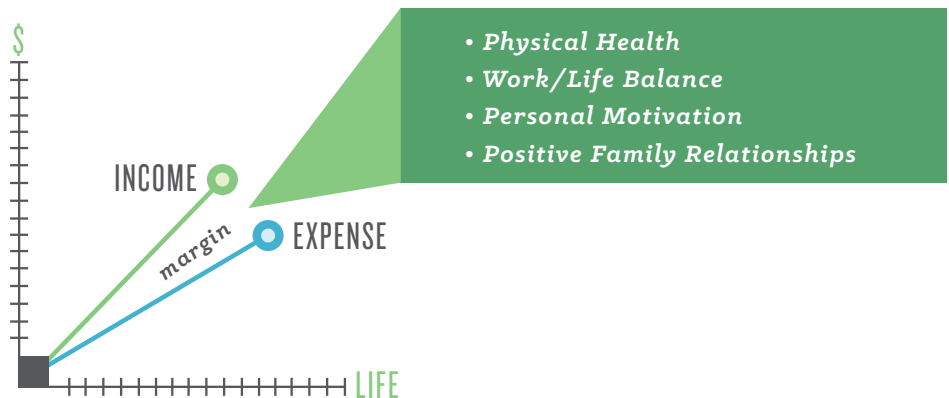 $
• Physical Health
• Work/Life Balance
• Personal Motivation
• Positive Family Relationships
INCOME
margin
EXPENSE
LIFE